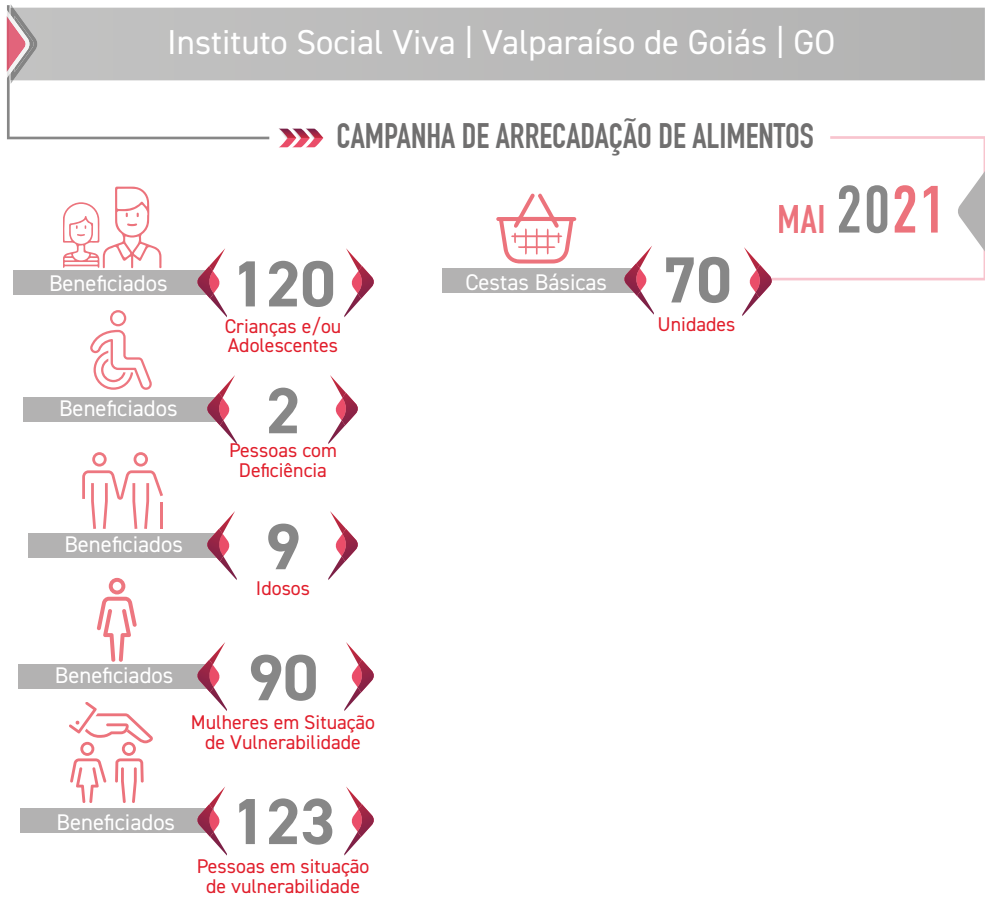 Instituto Social Viva | Valparaíso de Goiás | GO
CAMPANHA DE ARRECADAÇÃO DE ALIMENTOS
MAI 2021
Beneficiados
120
Crianças e/ou
Adolescentes
Cestas Básicas
70
Unidades
Beneficiados
2
Pessoas com
Deficiência
Beneficiados
9
Idosos
Beneficiados
90
Mulheres em Situação
de Vulnerabilidade
Beneficiados
123
Pessoas em situação
de vulnerabilidade